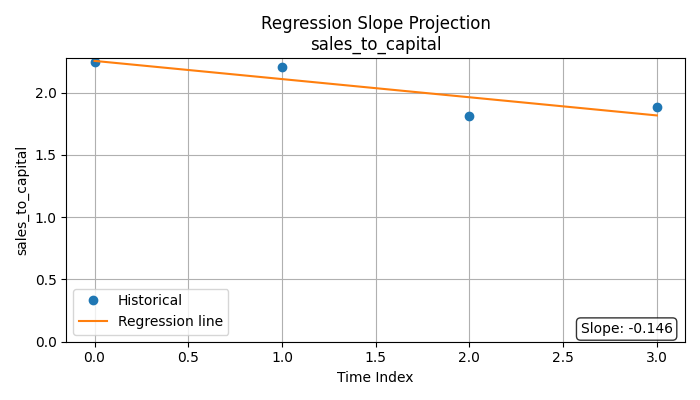 Regression Slope Projection
sales_to_capital
sales_to_capital
2.0
1.5
1.0
0.5
0.0
Historical
Regression line
Slope: -0.146
0.0 0.5 1.0 1.5 2.0 2.5 3.0
Time Index